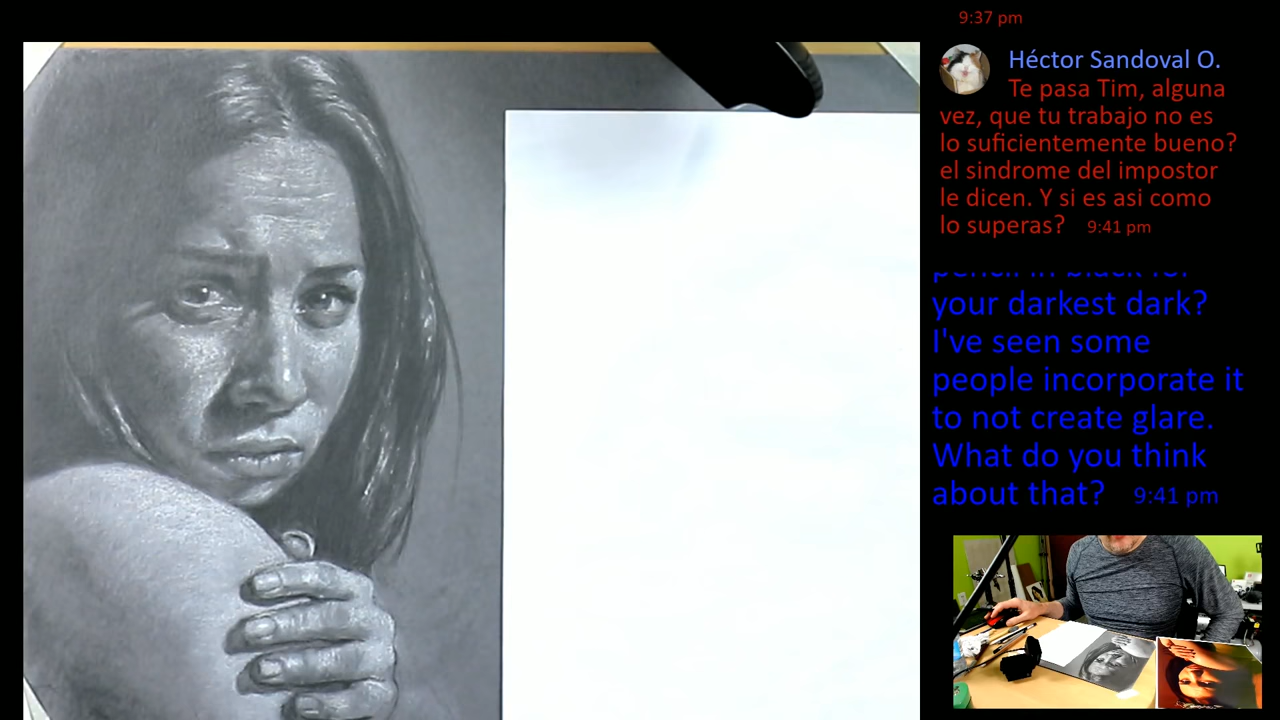 9:37 pm
Héctor Sandoval O.
Te pasa Tim, alguna
vez, que tu trabajo no es
lo suficientemente bueno?
el sindrome del impostor
le dicen. Y si es asi como
lo superas? 9:41 pm
your darkest dark?
I've seen some
people incorporate it
to not create glare.
What do you think
about that? 9:41 pm